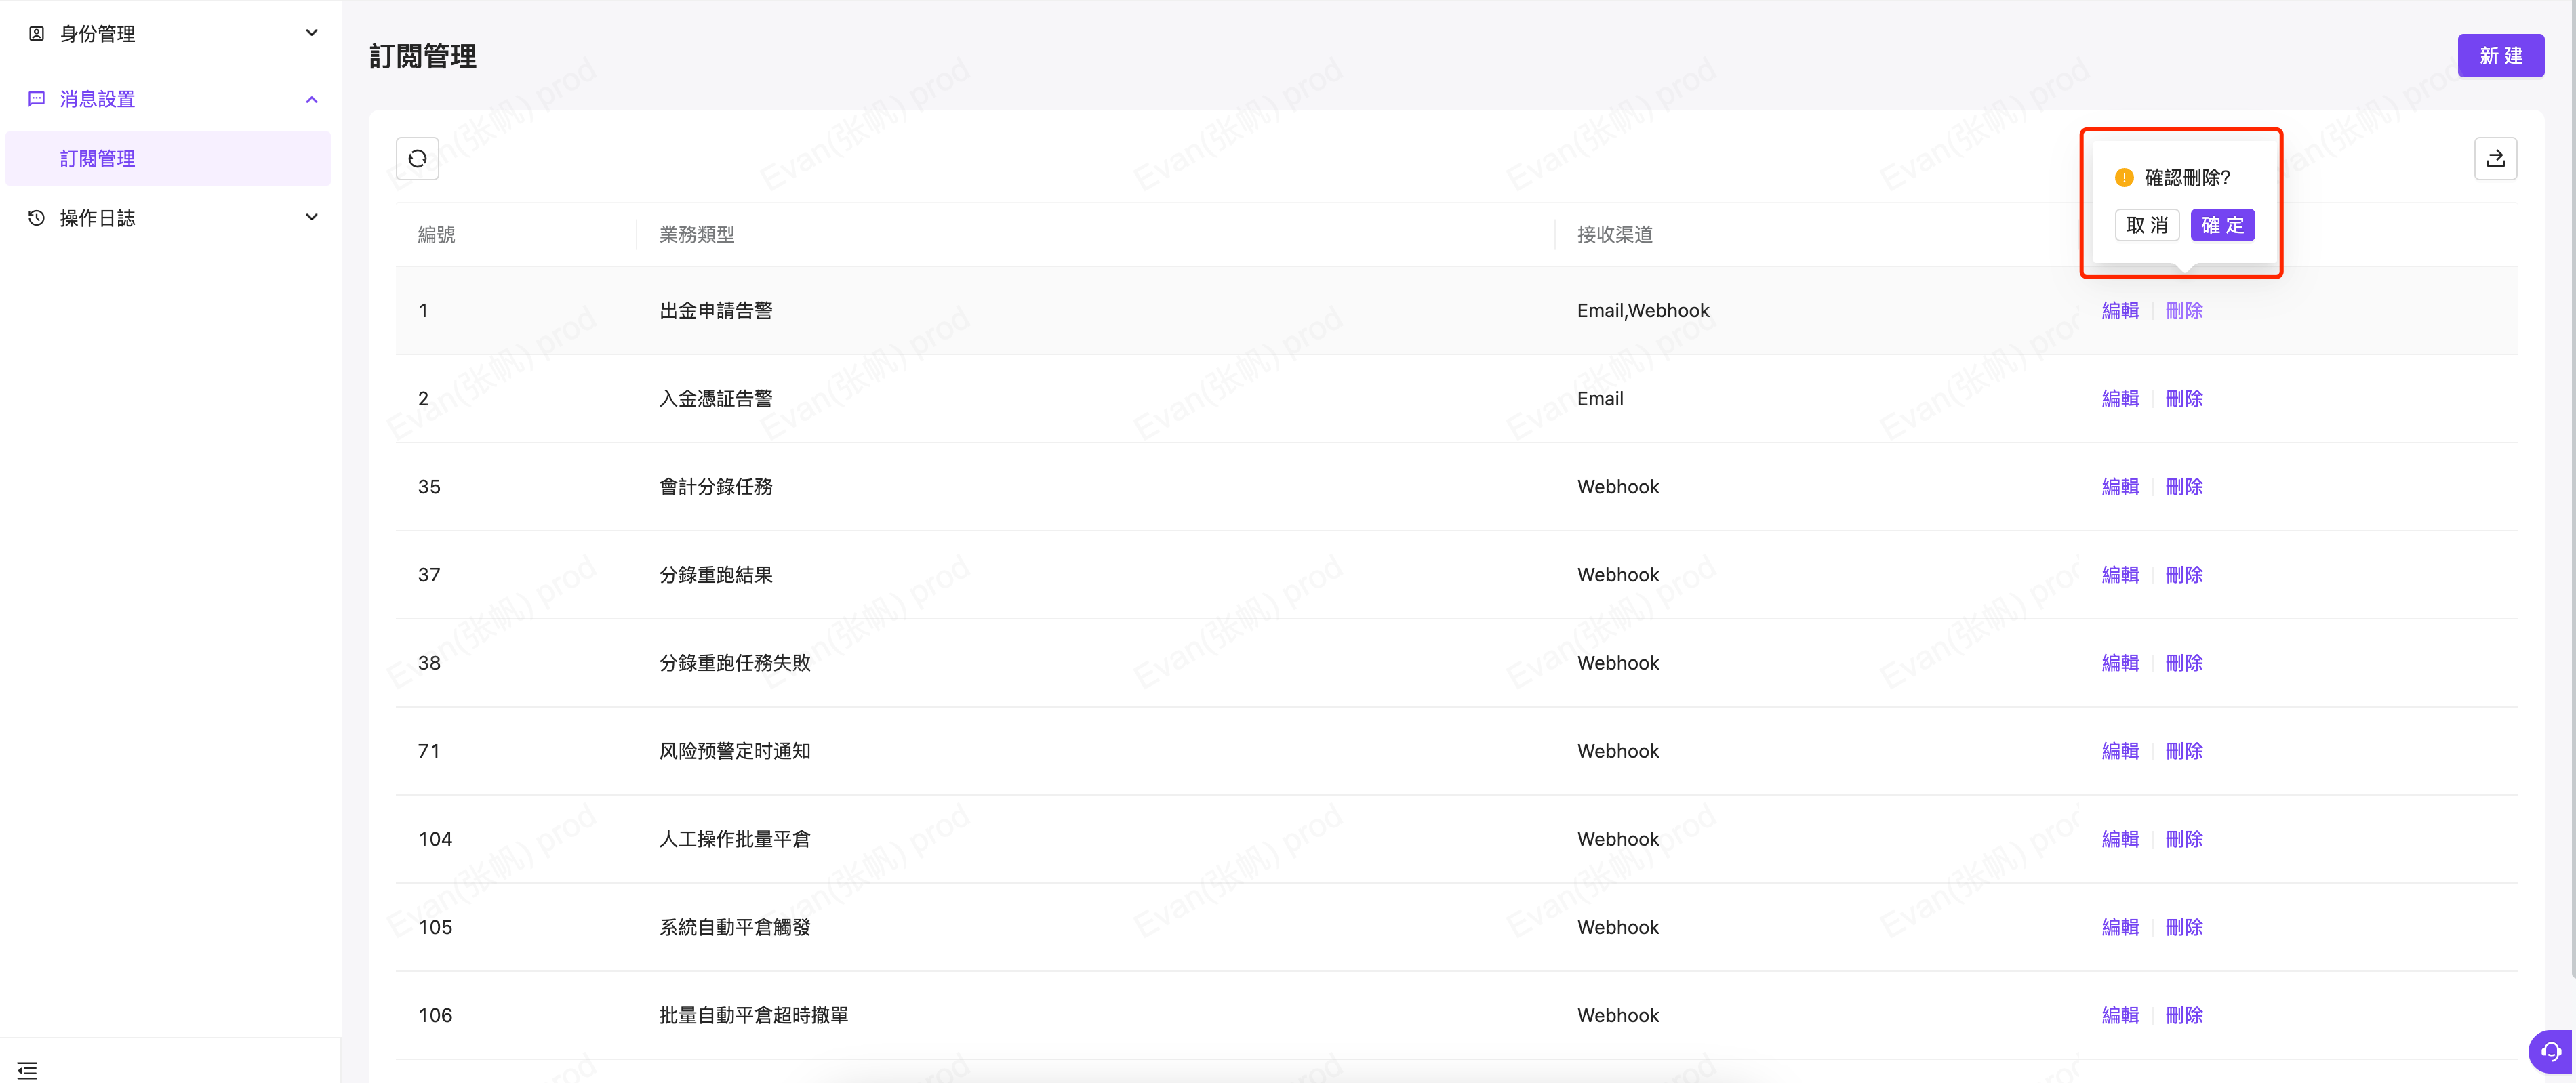 身份管理
消息設置
訂閱管理
操作日誌
訂閱管理
新建
確認刪除?
取消 確定
編號 業務類型 接收渠道
1 出金申請告警 Email,Webhook 編輯 刪除
2 入金憑証告警 Email 編輯 刪除
35 會計分錄任務 Webhook 編輯 刪除
37 分錄重跑結果 Webhook 編輯 刪除
38 分錄重跑任務失敗 Webhook 編輯 刪除
71 风险预警定时通知 Webhook 編輯 刪除
104 人工操作批量平倉 Webhook 編輯 刪除
105 系統自動平倉觸發 Webhook 編輯 刪除
106 批量自動平倉超時撤單 Webhook 編輯 刪除
Evan(张帆) prod